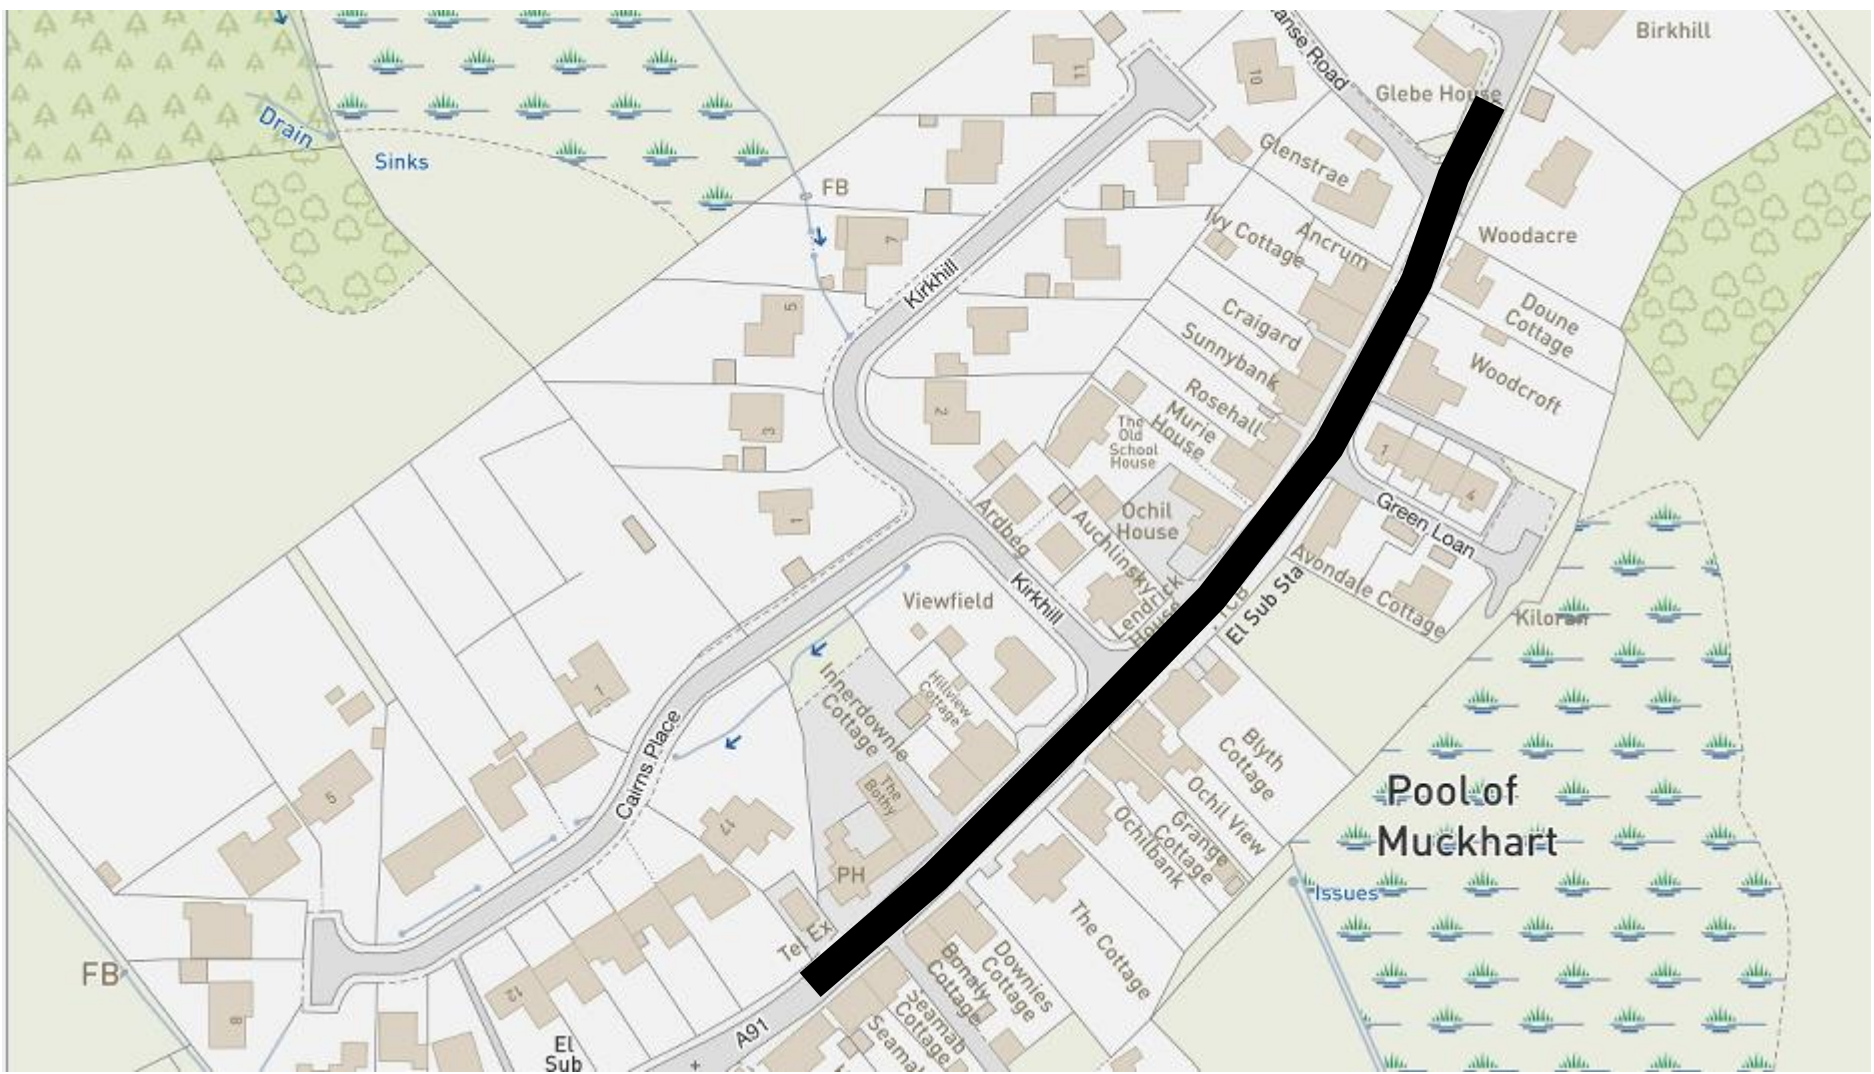 Birkhill
Manse Road
11
10
Glebe House
Drain
Sinks
FB
Glenstrae
7
Ivy Cottage
Ancrum
Woodacre
Kirkhill
5
Craigard
Doune
Cottage
Sunnybank
Woodcroft
3
2
Rosehall
Murie
House
The
Old
School
House
1
4
1
Ardbeg
Auchlinsky
Ochil
House
Green Loan
Avondale Cottage
Viewfield
Kirkhill
Lendrick
House
TCB
El Sub Sta
Kiloran
Innerdownie
Cottage
Hillview
Cottage
1
Cairns Place
Blyth
Cottage
5
The
Bothy
Ochil View
Grange
Cottage
Ochilbank
Pool of
Muckhart
17
PH
Issues
The Cottage
Tel Ex
Downies
Cottage
Bonaly
Cottage
FB
12
8
A91
Seamab
Cottage
El
Sub